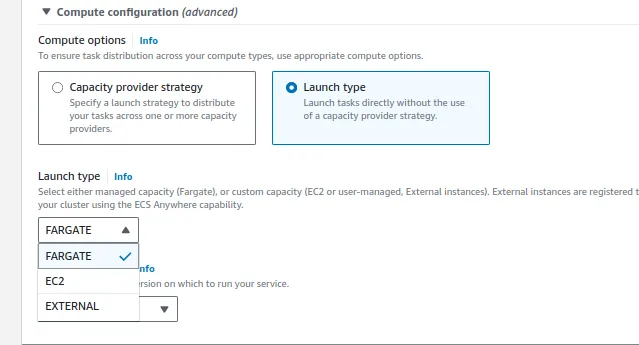 Compute configuration (advanced)
Compute options Info
To ensure task distribution across your compute types, use appropriate compute options.
Capacity provider strategy
Specify a launch strategy to distribute
your tasks across one or more capacity
providers.
Launch type
Launch tasks directly without the use
of a capacity provider strategy.
Launch type Info
Select either managed capacity (Fargate), or custom capacity (EC2 or user-managed, External instances). External instances are registered t
your cluster using the ECS Anywhere capability.
FARGATE
FARGATE
EC2
EXTERNAL
nfo
ersion on which to run your service.